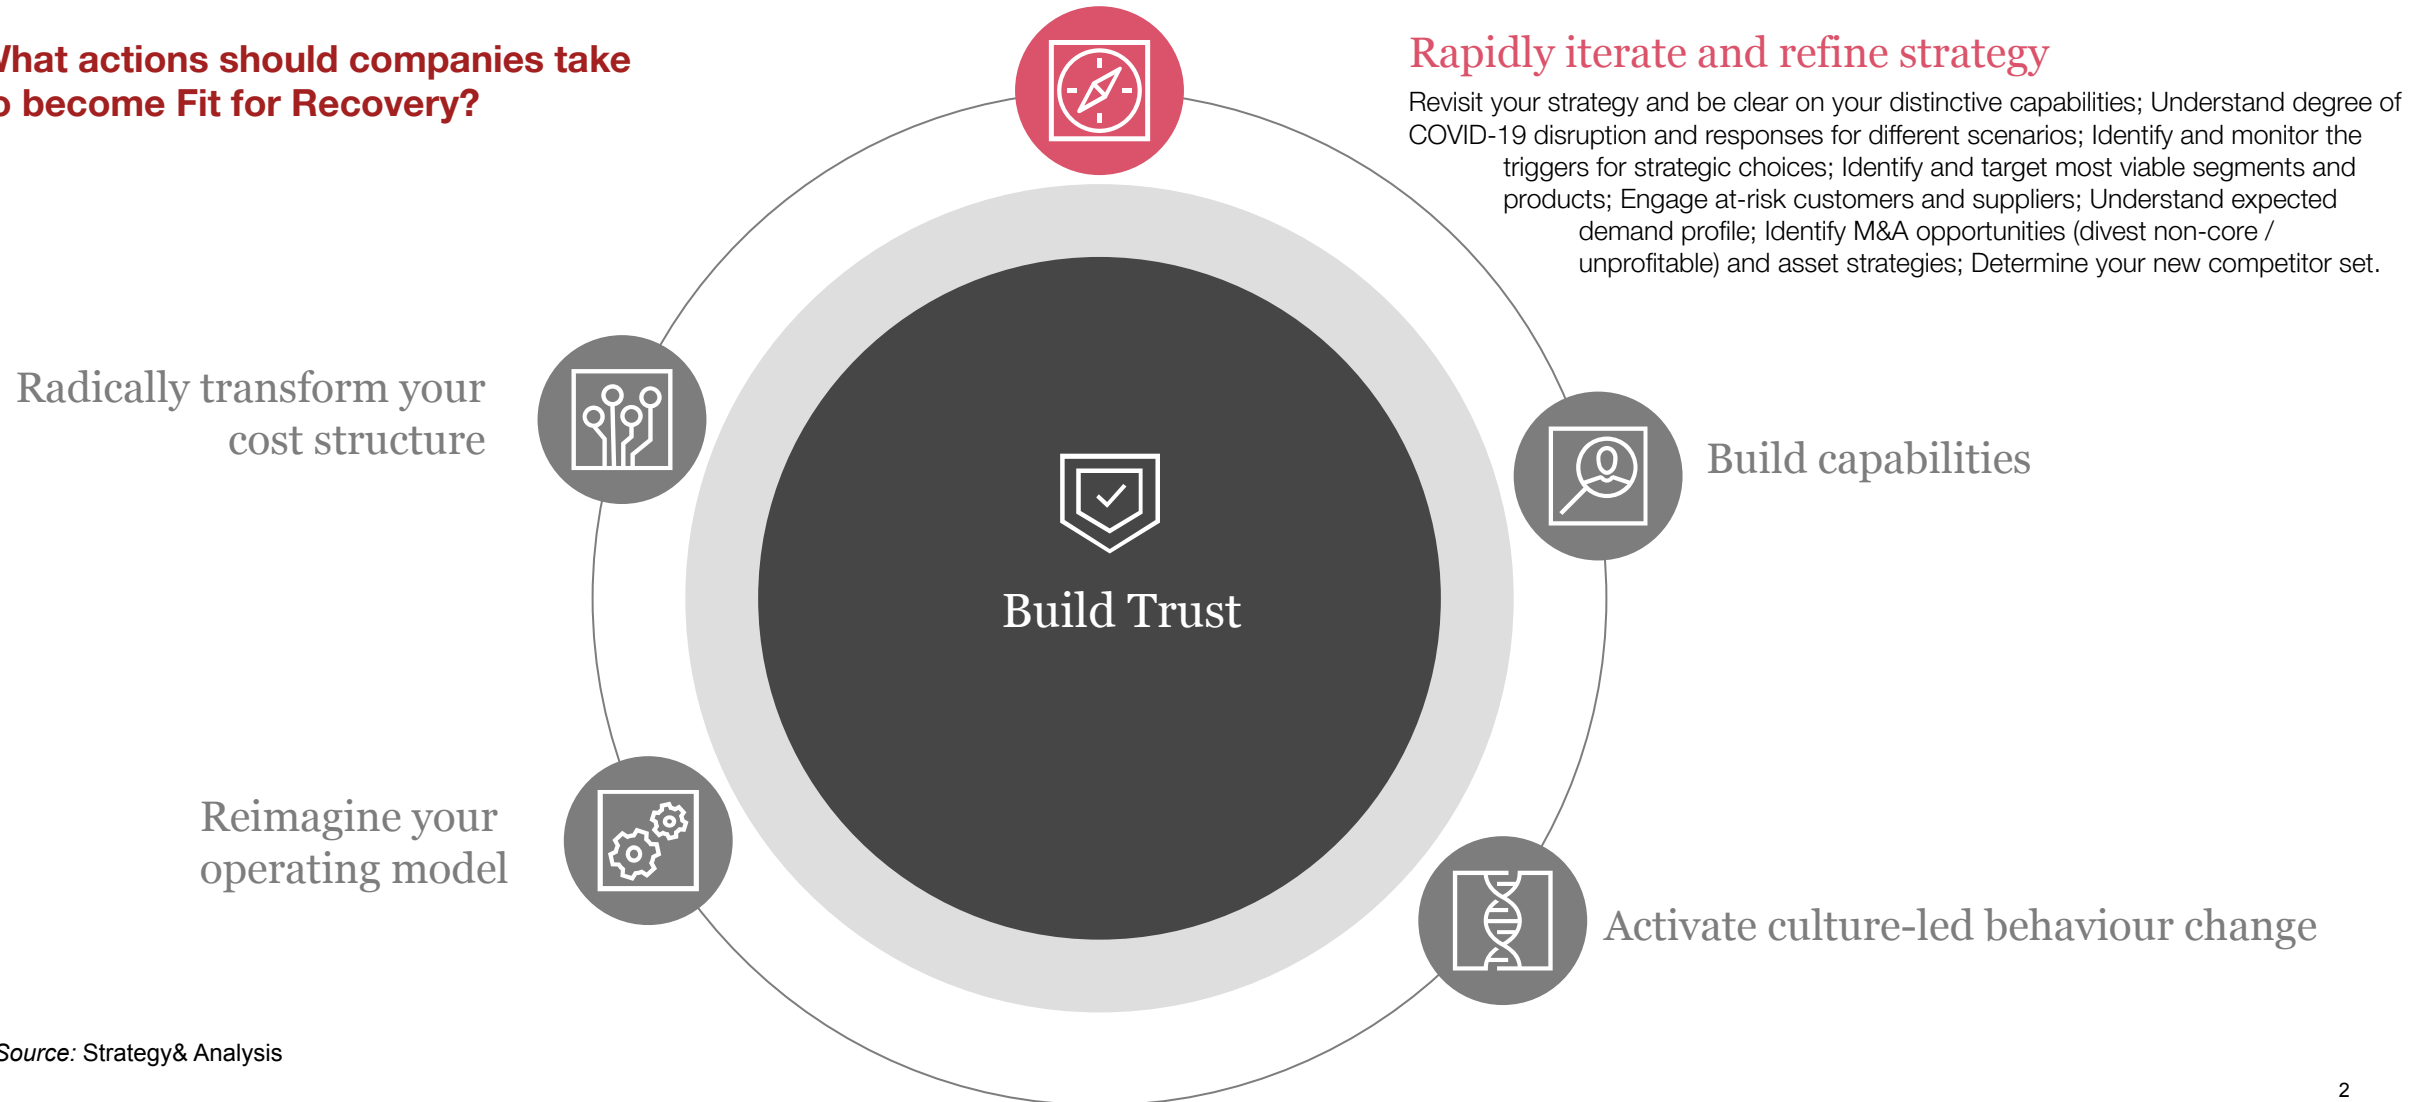 What actions should companies take
to become Fit for Recovery?
Rapidly iterate and refine strategy
Revisit your strategy and be clear on your distinctive capabilities; Understand degree of
COVID-19 disruption and responses for different scenarios; Identify and monitor the
triggers for strategic choices; Identify and target most viable segments and
products; Engage at-risk customers and suppliers; Understand expected
demand profile; Identify M&A opportunities (divest non-core /
unprofitable) and asset strategies; Determine your new competitor set.
Radically transform your
cost structure
Build capabilities
Build Trust
Reimagine your
operating model
Activate culture-led behaviour change
Source: Strategy& Analysis
2